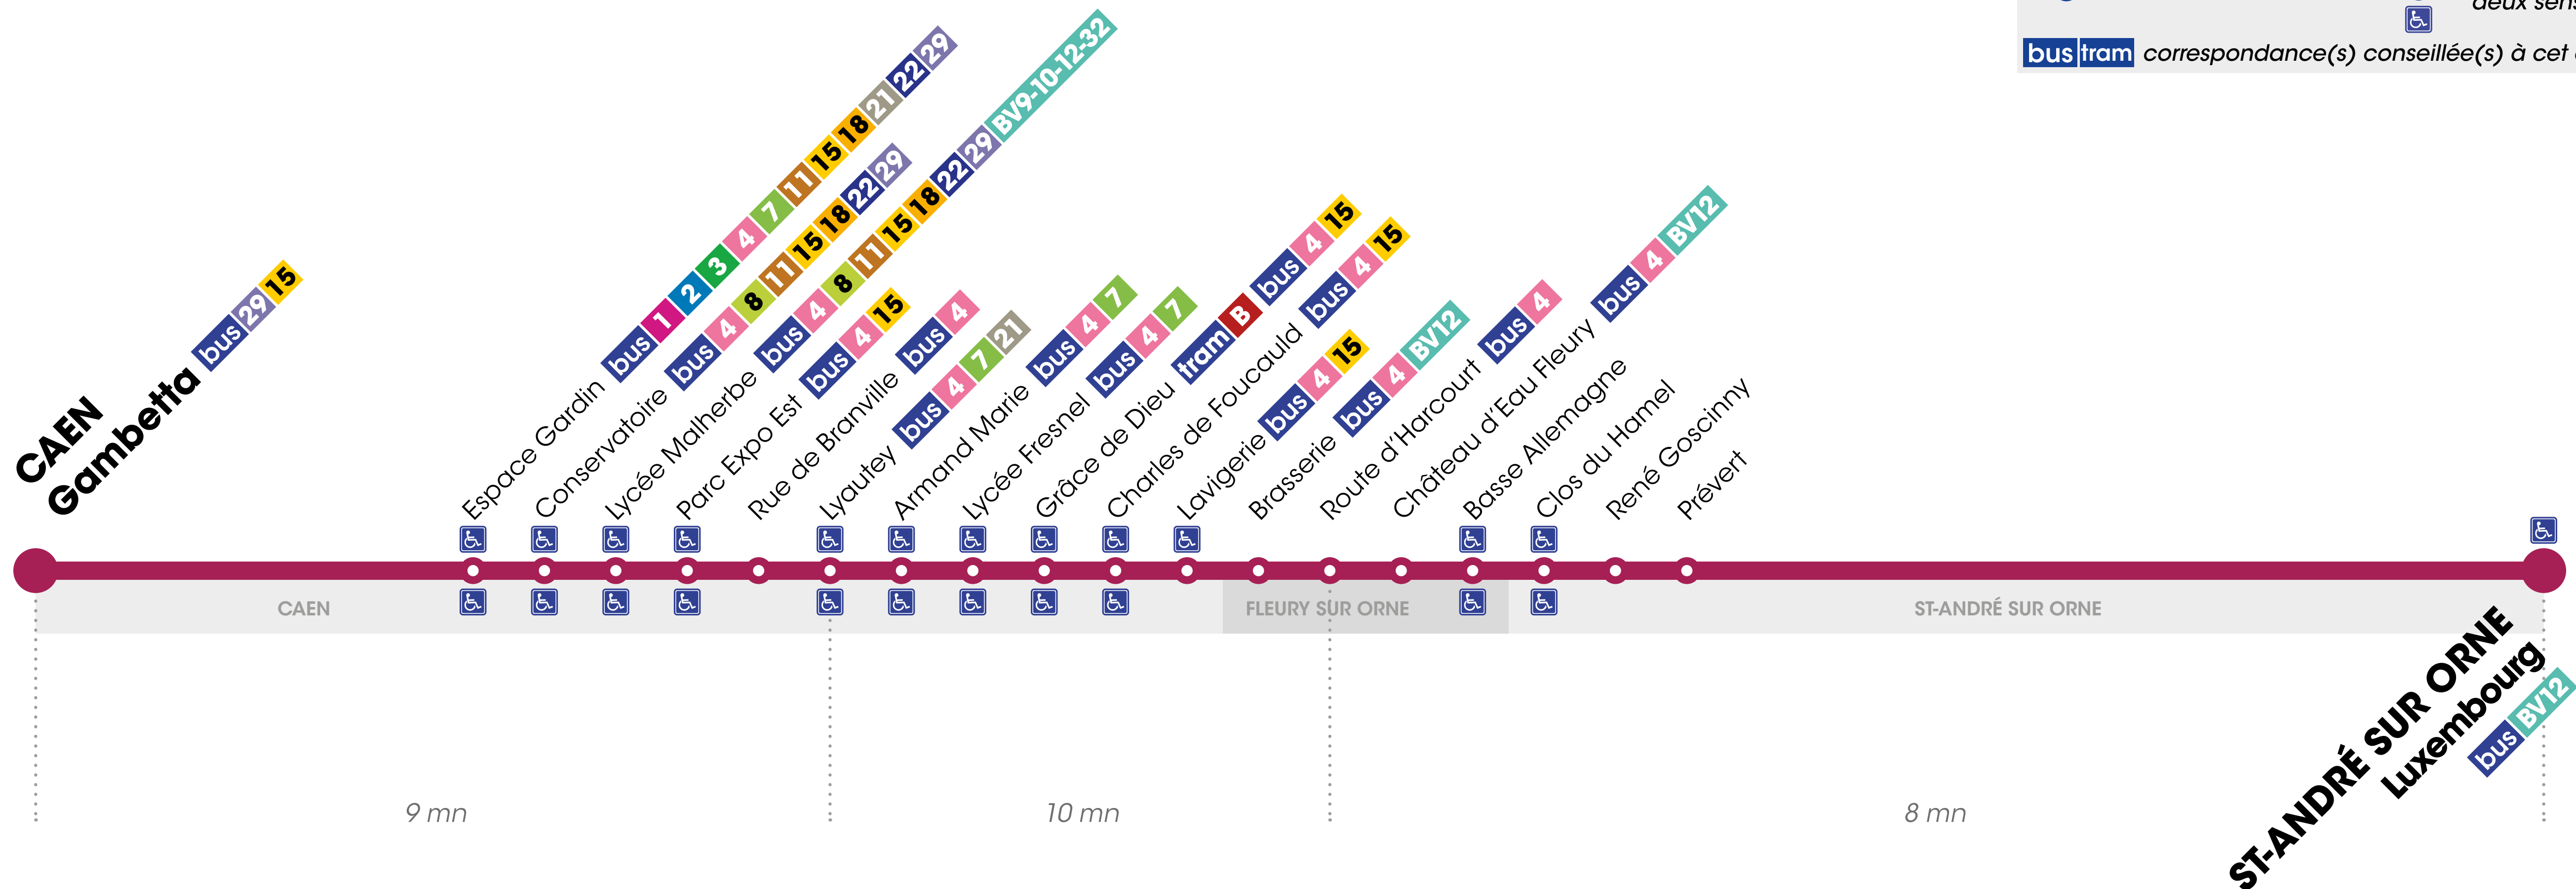 deux sens
bus tram correspondance(s) conseillée(s) à cet
CAEN
Gambetta bus 29 15
Espace Gardin bus 1 2 3 4 7 11 15 18 21 22 29
Conservatoire bus 4 8 11 15 18 22 29
Lycée Malherbe bus 4 8 11 15 18 22 29 BV9-10-12-32
Parc Expo Est bus 4 15
Rue de Branville bus 4
Lyautey bus 4 7 21
Armand Marie bus 4 7
Lycée Fresnel bus 4 7
Grâce de Dieu tram B bus 4 15
Charles de Foucauld bus 4 15
Lavigerie bus 4 15
Brasserie bus 4 BV12
Route d'Harcourt bus 4
Château d'Eau Fleury bus 4 BV12
Basse Allemagne
Clos du Hamel
René Goscinny
Prévert
CAEN
FLEURY SUR ORNE
ST-ANDRÉ SUR ORNE
ST-ANDRÉ SUR ORNE
Luxembourg
bus BV12
9 mn
10 mn
8 mn